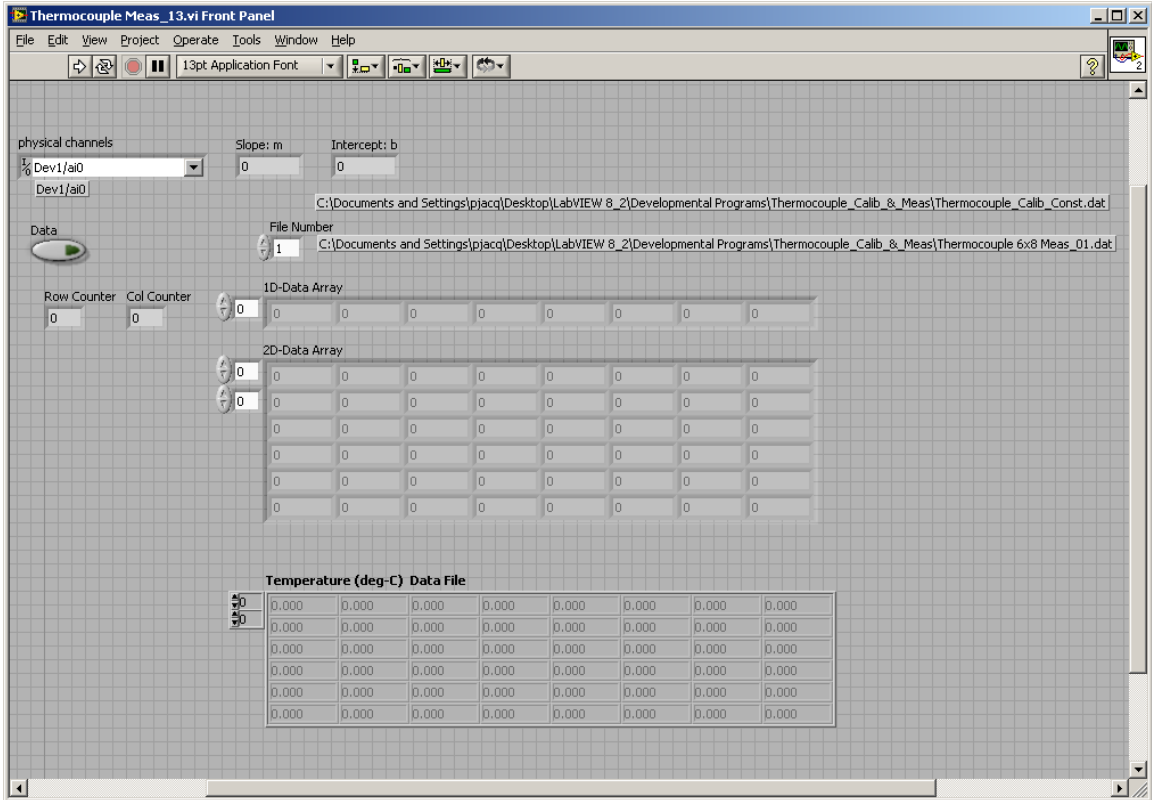 Thermocouple Meas_13.vi Front Panel
File Edit View Project Operate Tools Window Help
13pt Application Font
?
2
physical channels
Slope: m
Intercept: b
I/0 Dev1/ai0
0
0
Dev1/ai0
C:\Documents and Settings\pjacq\Desktop\LabVIEW 8_2\Developmental Programs\Thermocouple_Calib_&_Meas\Thermocouple_Calib_Const.dat
Data
File Number
1
C:\Documents and Settings\pjacq\Desktop\LabVIEW 8_2\Developmental Programs\Thermocouple_Calib_&_Meas\Thermocouple 6x8 Meas_01.dat
Row Counter Col Counter
0 0
1D-Data Array
0 0 0 0 0 0 0 0 0
2D-Data Array
0 0 0 0 0 0 0 0 0
0 0 0 0 0 0 0 0 0
0 0 0 0 0 0 0 0
0 0 0 0 0 0 0 0
0 0 0 0 0 0 0 0
0 0 0 0 0 0 0 0
Temperature (deg-C) Data File
0 0.000 0.000 0.000 0.000 0.000 0.000 0.000 0.000
0 0.000 0.000 0.000 0.000 0.000 0.000 0.000 0.000
0.000 0.000 0.000 0.000 0.000 0.000 0.000 0.000
0.000 0.000 0.000 0.000 0.000 0.000 0.000 0.000
0.000 0.000 0.000 0.000 0.000 0.000 0.000 0.000
0.000 0.000 0.000 0.000 0.000 0.000 0.000 0.000